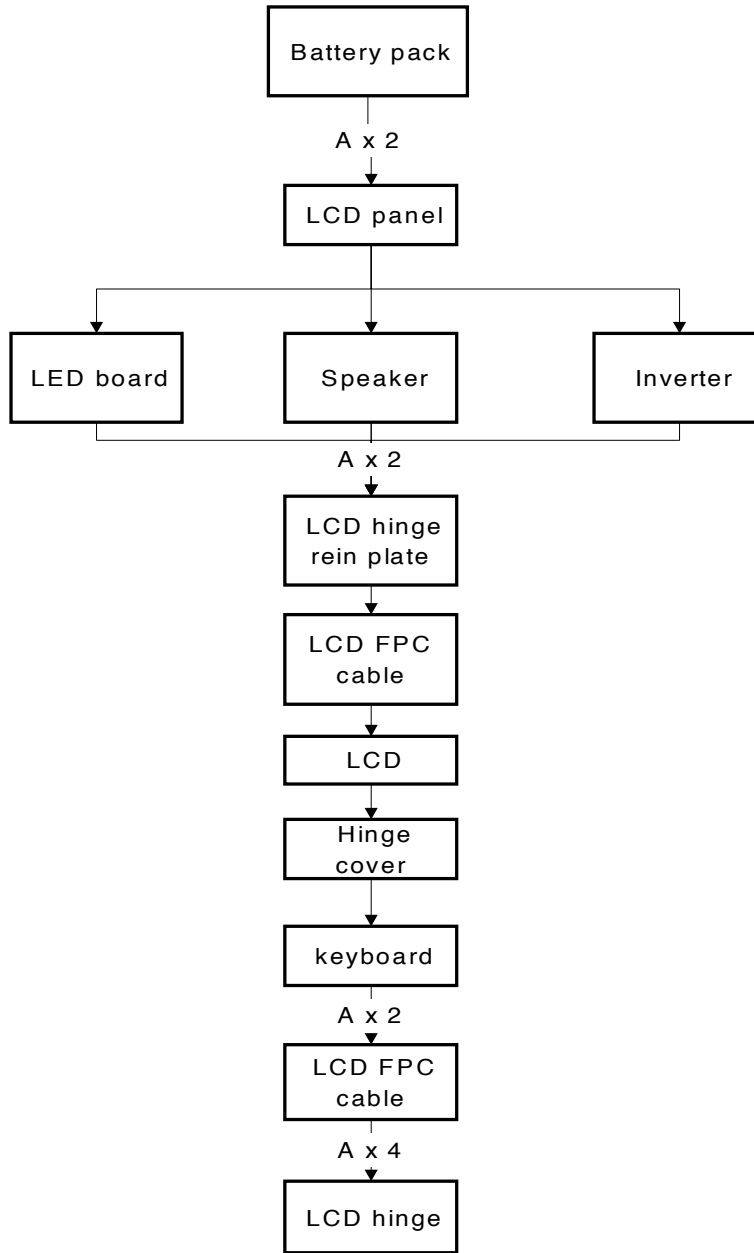 Battery pack
A x 2
LCD panel
LED board
Speaker
Inverter
A x 2
LCD hinge
rein plate
LCD FPC
cable
LCD
Hinge
cover
keyboard
A x 2
LCD FPC
cable
A x 4
LCD hinge